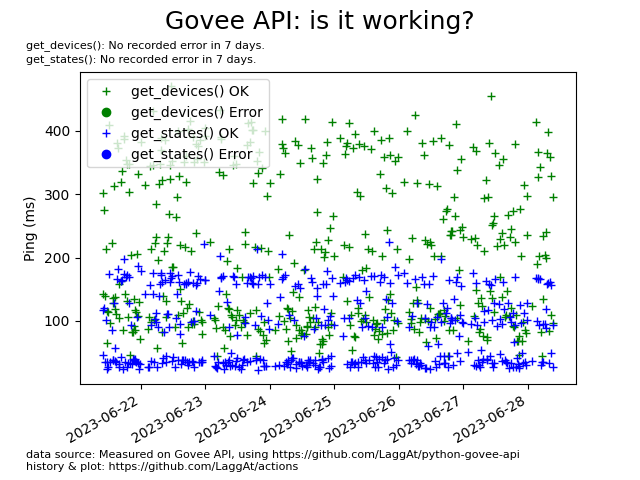 Govee API: is it working?
get_devices(): No recorded error in 7 days.
get_states(): No recorded error in 7 days.
get_devices() OK
get_devices() Error
get_states() OK
get_states() Error
Ping (ms)
400
300
200
100
2023-06-22
2023-06-23
2023-06-24
2023-06-25
2023-06-26
2023-06-27
2023-06-28
data source: Measured on Govee API, using https://github.com/LaggAt/python-govee-api
history & plot: https://github.com/LaggAt/actions